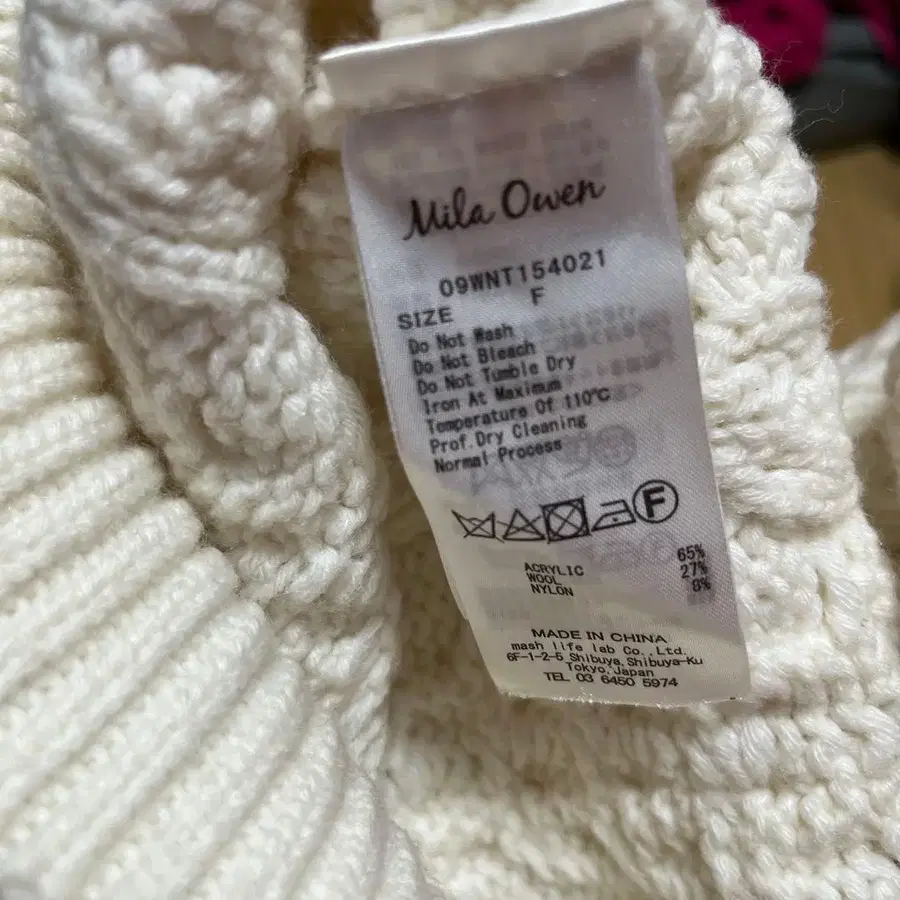 Mila Owen
09WNT154021
SIZE F
Do Not Wash
Do Not Bleach
Do Not Tumble Dry
Iron At Maximum
Temperature Of 110℃
Prof.Dry Cleaning
Normal Process
F
ACRYLIC 65%
WOOL 27%
NYLON 8%
MADE IN CHINA
mash life lab Co.,Ltd.
6F-1-2-5 Shibuya,Shibuya-Ku
Tokyo,Japan
TEL 03 6450 5974